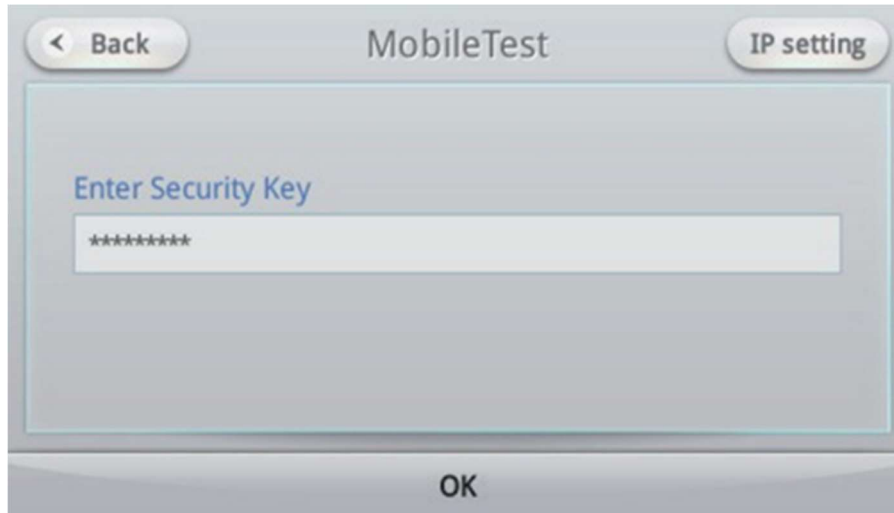 Back
MobileTest
IP setting
Enter Security Key
*********
OK